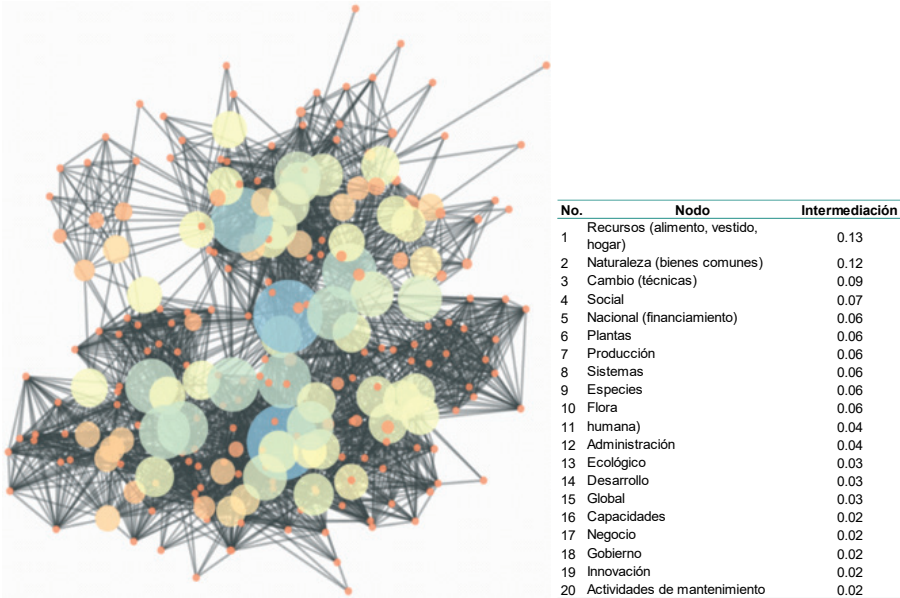 No. Nodo Intermediación
1 Recursos (alimento, vestido,
hogar) 0.13
2 Naturaleza (bienes comunes) 0.12
3 Cambio (técnicas) 0.09
4 Social 0.07
5 Nacional (financiamiento) 0.06
6 Plantas 0.06
7 Producción 0.06
8 Sistemas 0.06
9 Especies 0.06
10 Flora 0.06
11 humana) 0.04
12 Administración 0.04
13 Ecológico 0.03
14 Desarrollo 0.03
15 Global 0.03
16 Capacidades 0.02
17 Negocio 0.02
18 Gobierno 0.02
19 Innovación 0.02
20 Actividades de mantenimiento 0.02